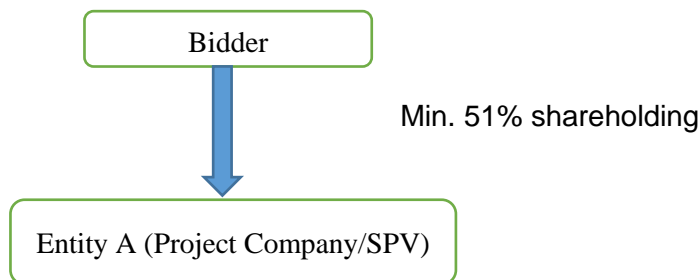 Bidder
Min. 51% shareholding
Entity A (Project Company/SPV)